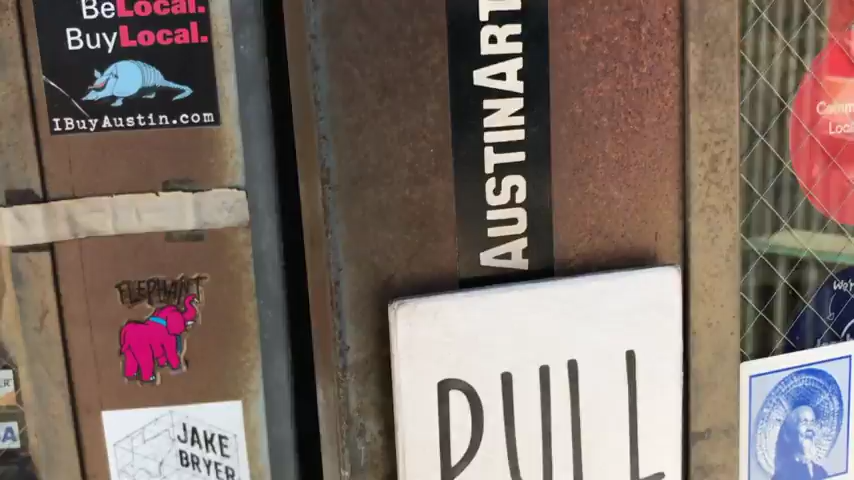 BeLocal.
BuyLocal.
IBuyAustin.com
AUSTINART
ELEPHANT
JAKE
BRYER
PULL